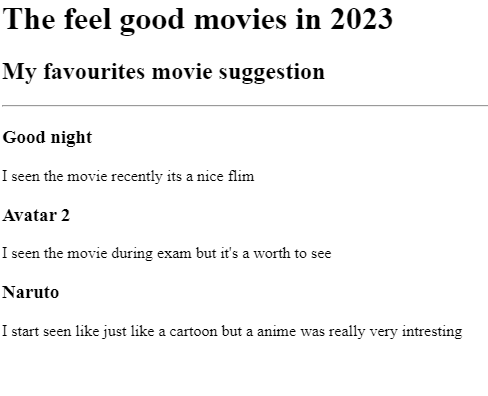 The feel good movies in 2023
My favourites movie suggestion
Good night
I seen the movie recently its a nice flim
Avatar 2
I seen the movie during exam but it's a worth to see
Naruto
I start seen like just like a cartoon but a anime was really very intresting